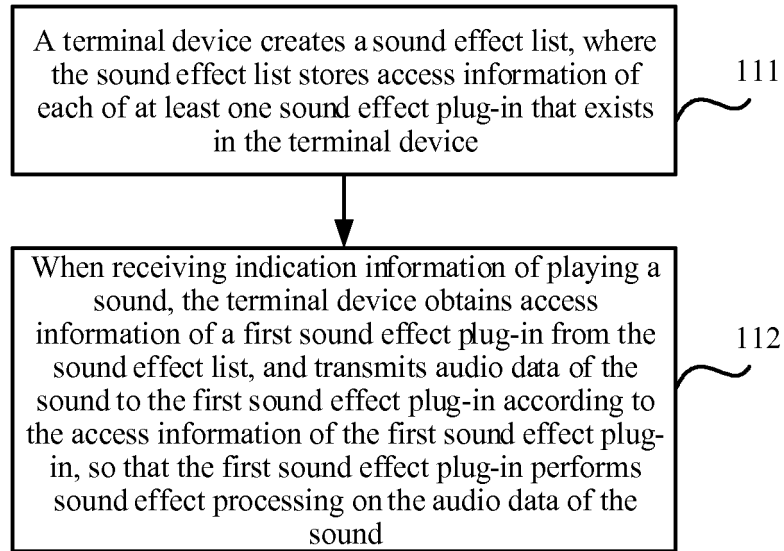 A terminal device creates a sound effect list, where
the sound effect list stores access information of
each of at least one sound effect plug-in that exists
in the terminal device
111
When receiving indication information of playing a
sound, the terminal device obtains access
information of a first sound effect plug-in from the
sound effect list, and transmits audio data of the
sound to the first sound effect plug-in according to
the access information of the first sound effect plug-
in, so that the first sound effect plug-in performs
sound effect processing on the audio data of the
sound
112